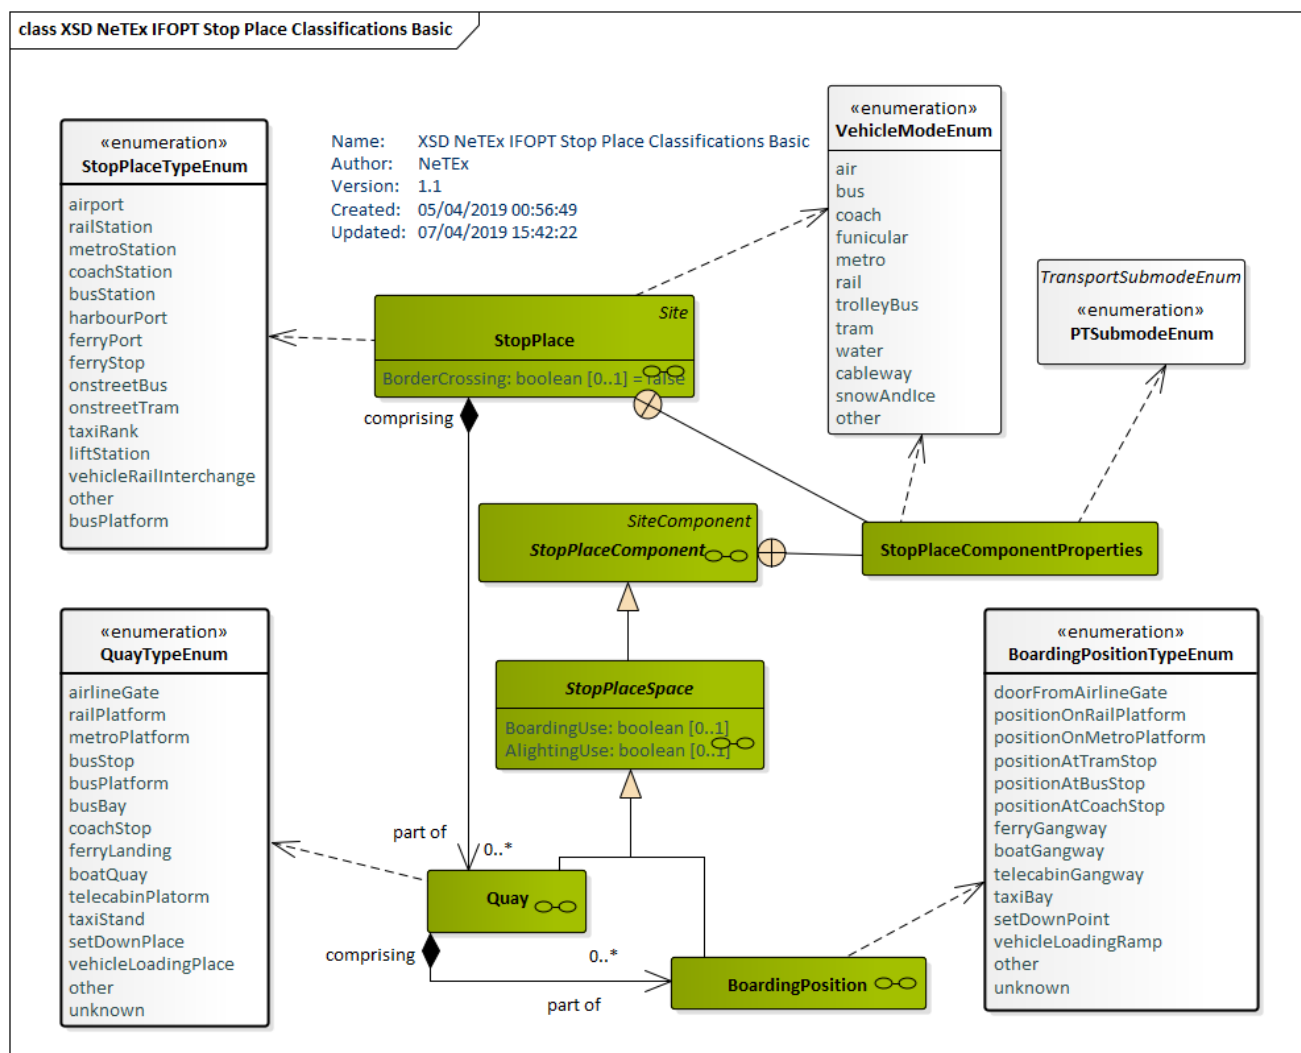 class XSD NeTEx IFOPT Stop Place Classifications Basic
«enumeration»
StopPlaceTypeEnum
airport
railStation
metroStation
coachStation
busStation
harbourPort
ferryPort
ferryStop
onstreetBus
onstreetTram
taxiRank
liftStation
vehicleRailInterchange
other
busPlatform
Name: XSD NeTEx IFOPT Stop Place Classifications Basic
Author: NeTEx
Version: 1.1
Created: 05/04/2019 00:56:49
Updated: 07/04/2019 15:42:22
«enumeration»
VehicleModeEnum
air
bus
coach
funicular
metro
rail
trolleyBus
tram
water
cableway
snowAndIce
other
TransportSubmodeEnum
«enumeration»
PTSubmodeEnum
Site
StopPlace
BorderCrossing: boolean [0..1] = false
comprising
SiteComponent
StopPlaceComponent
StopPlaceComponentProperties
StopPlaceSpace
BoardingUse: boolean [0..1]
AlightingUse: boolean [0..1]
«enumeration»
QuayTypeEnum
airlineGate
railPlatform
metroPlatform
busStop
busPlatform
busBay
coachStop
ferryLanding
boatQuay
telecabinPlatorm
taxiStand
setDownPlace
vehicleLoadingPlace
other
unknown
part of
0..*
Quay
comprising
0..*
part of
BoardingPosition
«enumeration»
BoardingPositionTypeEnum
doorFromAirlineGate
positionOnRailPlatform
positionOnMetroPlatform
positionAtTramStop
positionAtBusStop
positionAtCoachStop
ferryGangway
boatGangway
telecabinGangway
taxiBay
setDownPoint
vehicleLoadingRamp
other
unknown